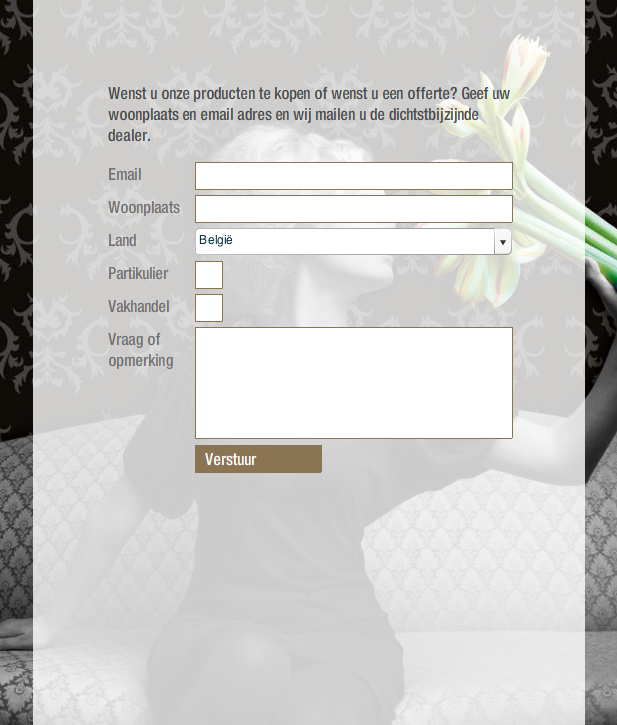 Wenst u onze producten te kopen of wenst u een offerte? Geef uw
woonplaats en email adres en wij mailen u de dichtstbijzijnde
dealer.
Email
Woonplaats
Land
België
Partikulier
Vakhandel
Vraag of
opmerking
Verstuur